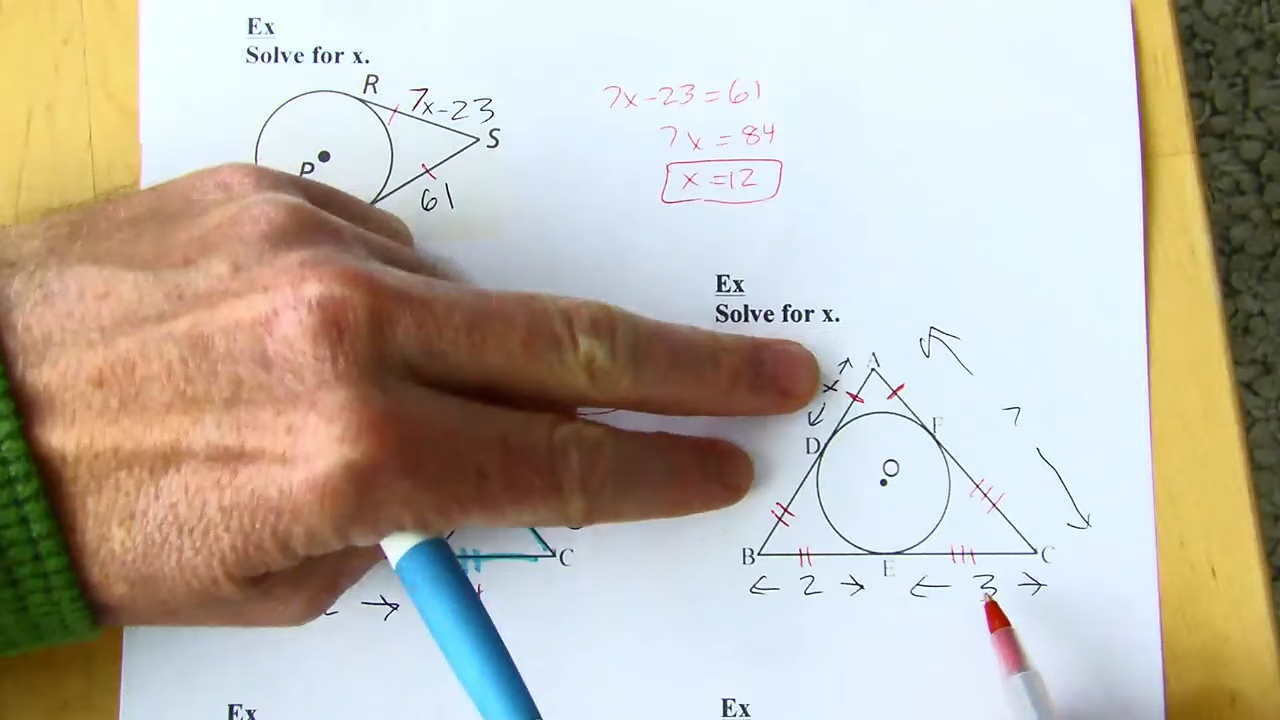 Ex
Solve for x.
R
7x-23
S
P
61
7x-23=61
7x=84
x=12
Ex
Solve for x.
A
x
D
F
7
O
B
E
C
2
3
C
Ex
Ex